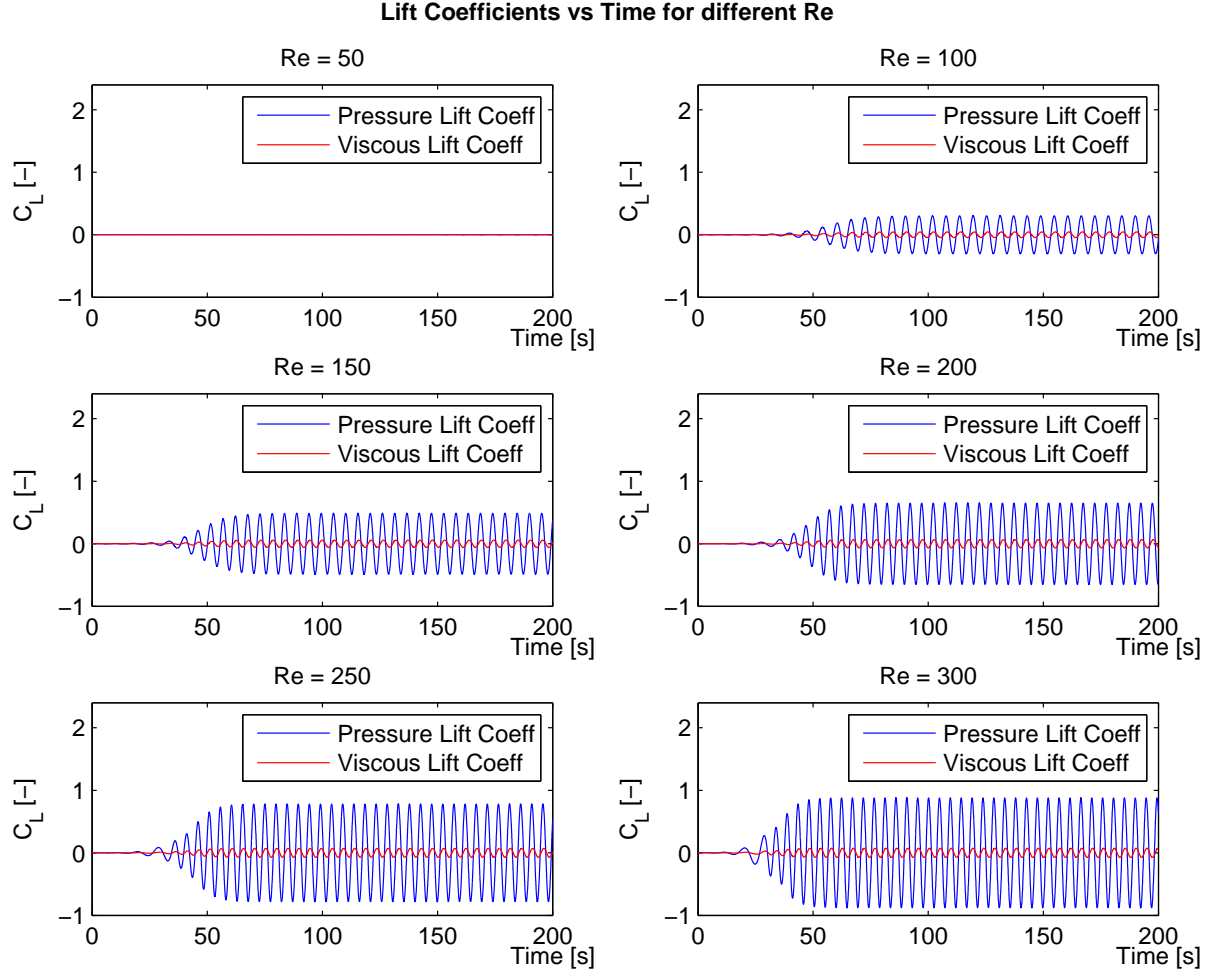 Lift Coefficients vs Time for different Re
Re = 50
2
1
0
−1
C_L [−]
Pressure Lift Coeff
Viscous Lift Coeff
0 50 100 150 200
Time [s]
Re = 100
2
1
0
−1
C_L [−]
Pressure Lift Coeff
Viscous Lift Coeff
0 50 100 150 200
Time [s]
Re = 150
2
1
0
−1
C_L [−]
Pressure Lift Coeff
Viscous Lift Coeff
0 50 100 150 200
Time [s]
Re = 200
2
1
0
−1
C_L [−]
Pressure Lift Coeff
Viscous Lift Coeff
0 50 100 150 200
Time [s]
Re = 250
2
1
0
−1
C_L [−]
Pressure Lift Coeff
Viscous Lift Coeff
0 50 100 150 200
Time [s]
Re = 300
2
1
0
−1
C_L [−]
Pressure Lift Coeff
Viscous Lift Coeff
0 50 100 150 200
Time [s]